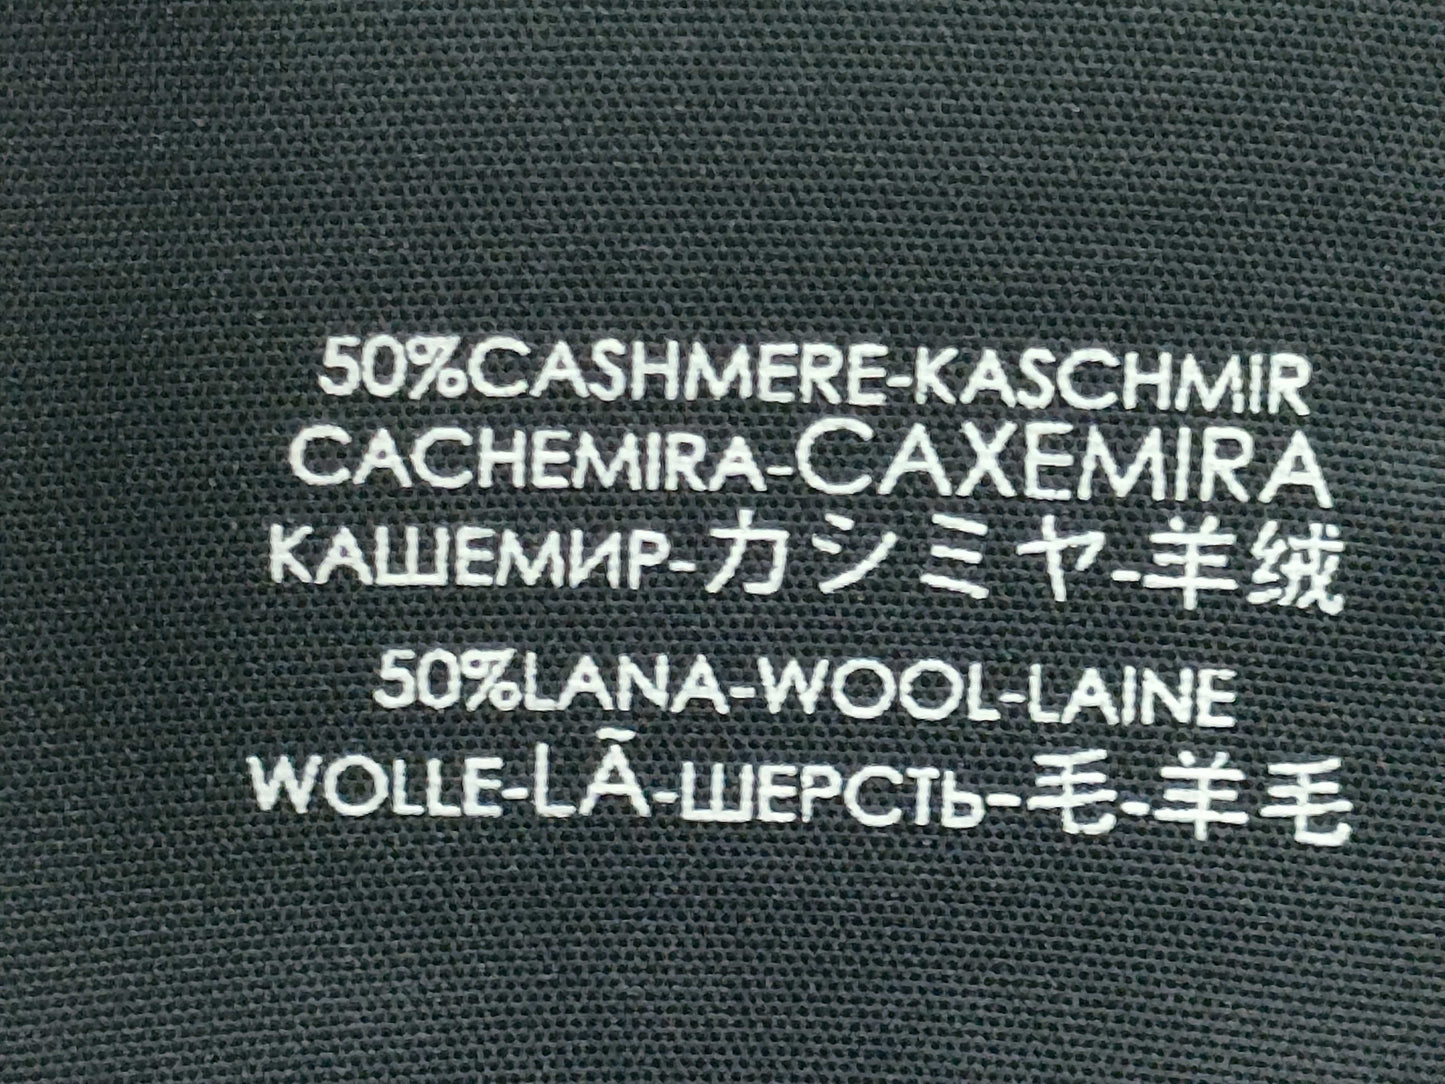 50%CASHMERE-KASCHMIR
CACHEMIRA-CAXEMIRA
КАШЕМИР-カシミヤ-羊绒
50%LANA-WOOL-LAINE
WOLLE-LÃ-ШЕРСТЬ-毛-羊毛